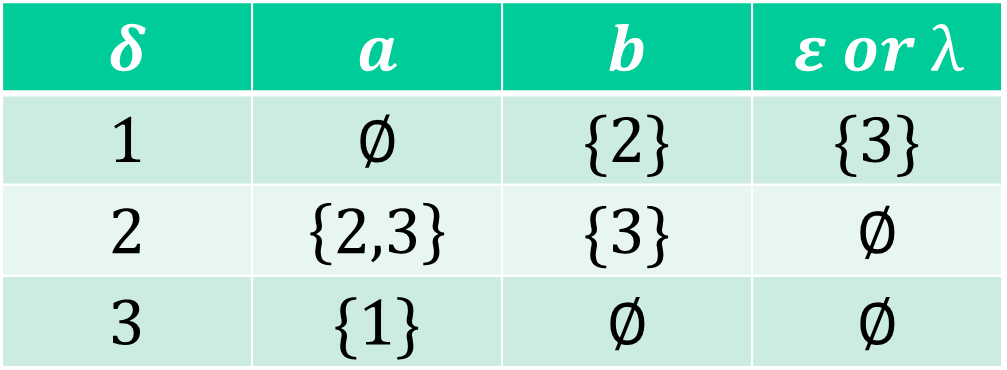 δ a b ε or λ
1 ∅ {2} {3}
2 {2,3} {3} ∅
3 {1} ∅ ∅